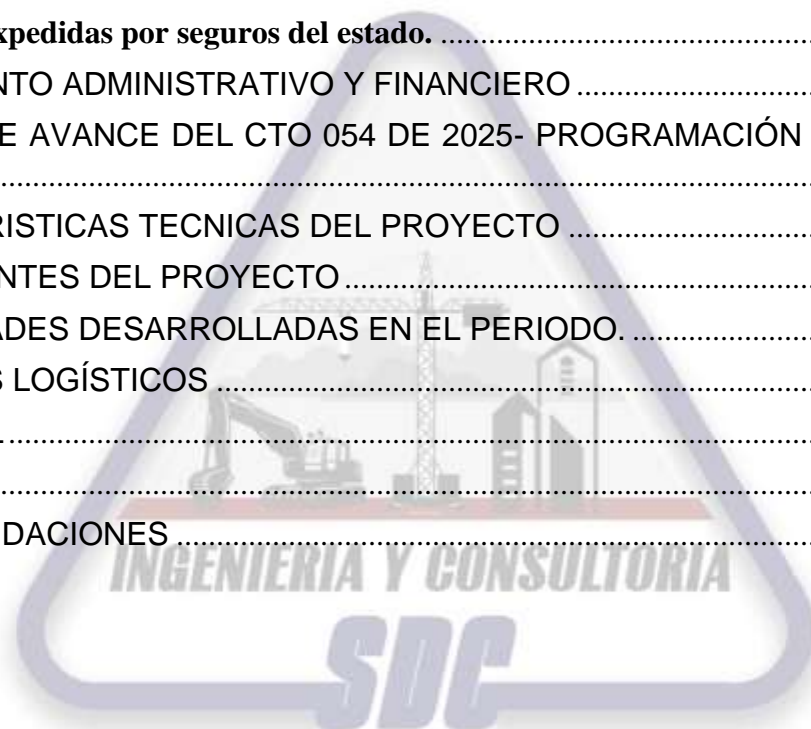 xpedidas por seguros del estado. ............................................................
NTO ADMINISTRATIVO Y FINANCIERO ........................................
E AVANCE DEL CTO 054 DE 2025- PROGRAMACIÓN
................................................................................................................
RISTICAS TECNICAS DEL PROYECTO .........................................
NTES DEL PROYECTO ................................................................................
ADES DESARROLLADAS EN EL PERIODO. ..............................
S LOGÍSTICOS ................................................................................................
................................................................................................................
................................................................................................................
DACIONES ......................................................................................................
INGENIERIA Y CONSULTORIA
SDC